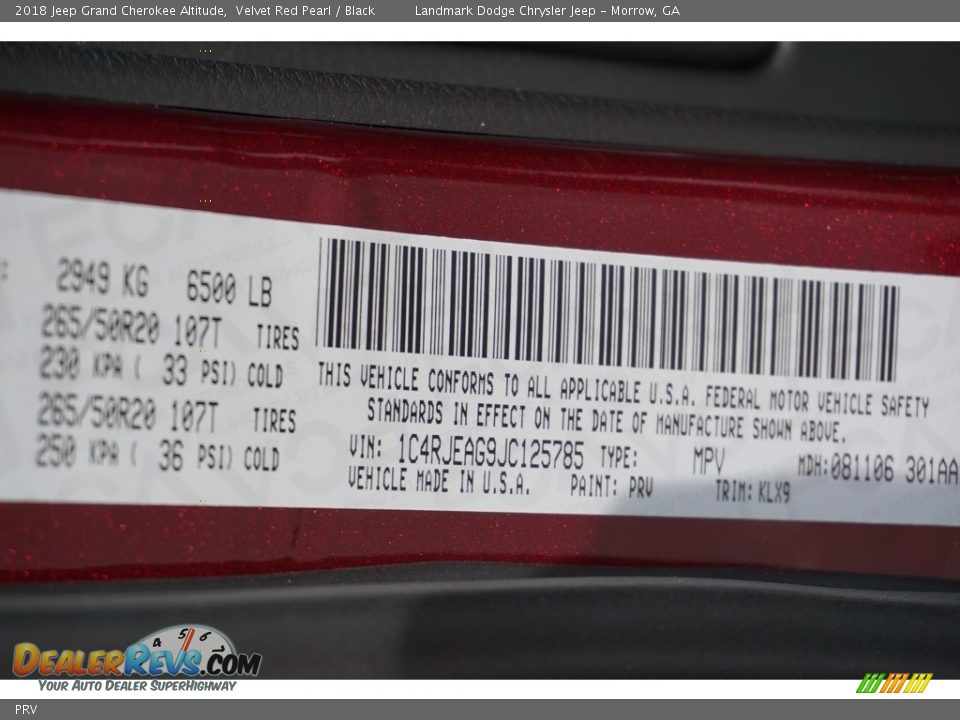 2018 Jeep Grand Cherokee Altitude,  Velvet Red Pearl / Black        Landmark Dodge Chrysler Jeep - Morrow, GA
2949 KG 6500 LB
265/50R20 107T TIRES
230 KPA ( 33 PSI) COLD
265/50R20 107T TIRES
250 KPA ( 36 PSI) COLD
THIS VEHICLE CONFORMS TO ALL APPLICABLE U.S.A. FEDERAL MOTOR VEHICLE SAFETY
STANDARDS IN EFFECT ON THE DATE OF MANUFACTURE SHOWN ABOVE.
VIN: 1C4RJEAG9JC125785 TYPE: MPV MDH:081106 301AA
VEHICLE MADE IN U.S.A. PAINT: PRV TRIM: KLX9
4 5 6
DealerRevs.com
Your Auto Dealer SuperHighway
PRV